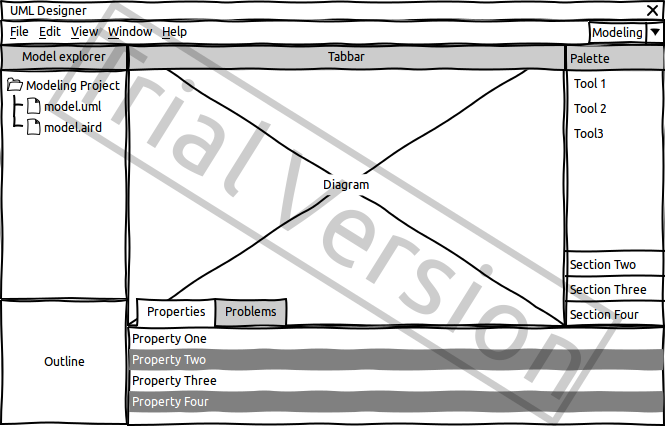 UML Designer
File Edit View Window Help
Modeling
Model explorer
Tabbar
Palette
Modeling Project
model.uml
model.aird
Tool 1
Tool 2
Tool3
Diagram
Section Two
Section Three
Section Four
Properties
Problems
Outline
Property One
Property Two
Property Three
Property Four
Trial Version